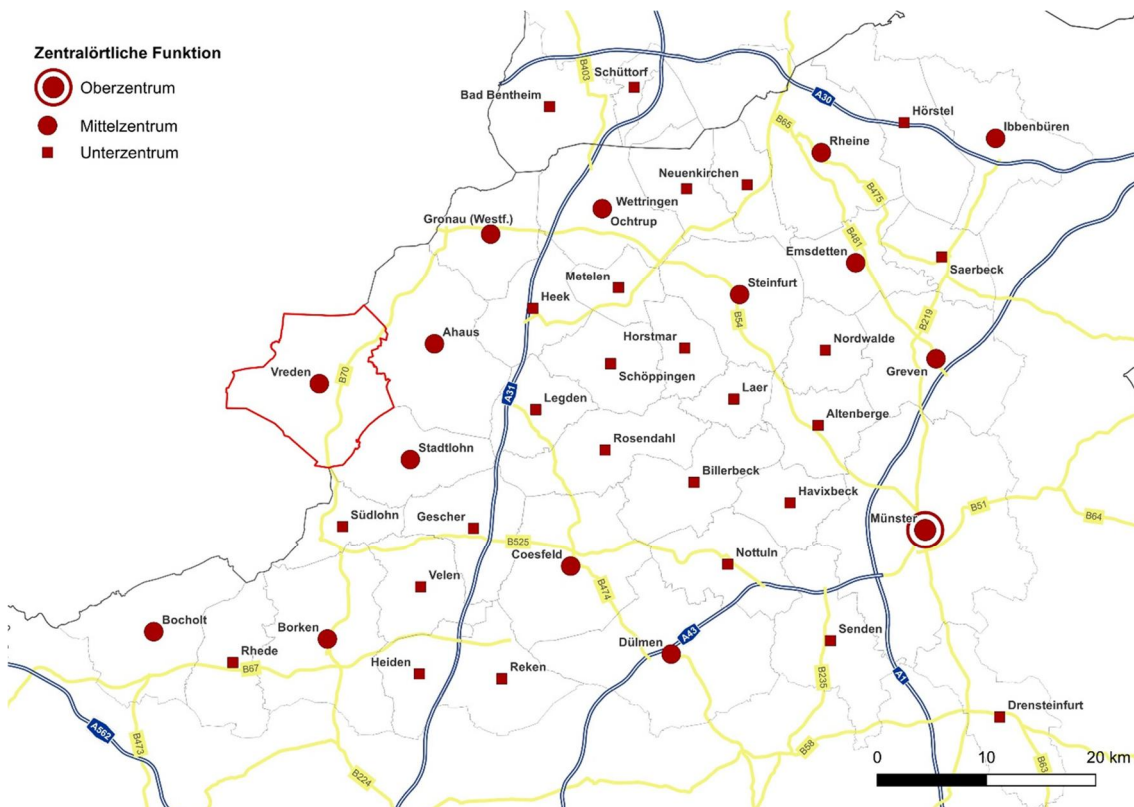 Zentralörtliche Funktion
Oberzentrum
Mittelzentrum
Unterzentrum
B403
Schüttorf
Bad Bentheim
A30
Hörstel
Ibbenbüren
B65
Rheine
Neuenkirchen
B475
Wettringen
Ochtrup
Gronau (Westf.)
B481
Emsdetten
Saerbeck
Metelen
Steinfurt
Heek
B54
B219
Ahaus
Horstmar
Nordwalde
Vreden
B70
Schöppingen
Greven
A31
Legden
Laer
Altenberge
Stadtlohn
Rosendahl
Billerbeck
Havixbeck
B51
Münster
B64
Südlohn
Gescher
B525
Coesfeld
Nottuln
Velen
B474
Bocholt
Borken
Dülmen
A43
Senden
Rhede
B67
Heiden
Reken
B235
A1
Drensteinfurt
A562
B473
B58
0 10 20 km
B63
B224